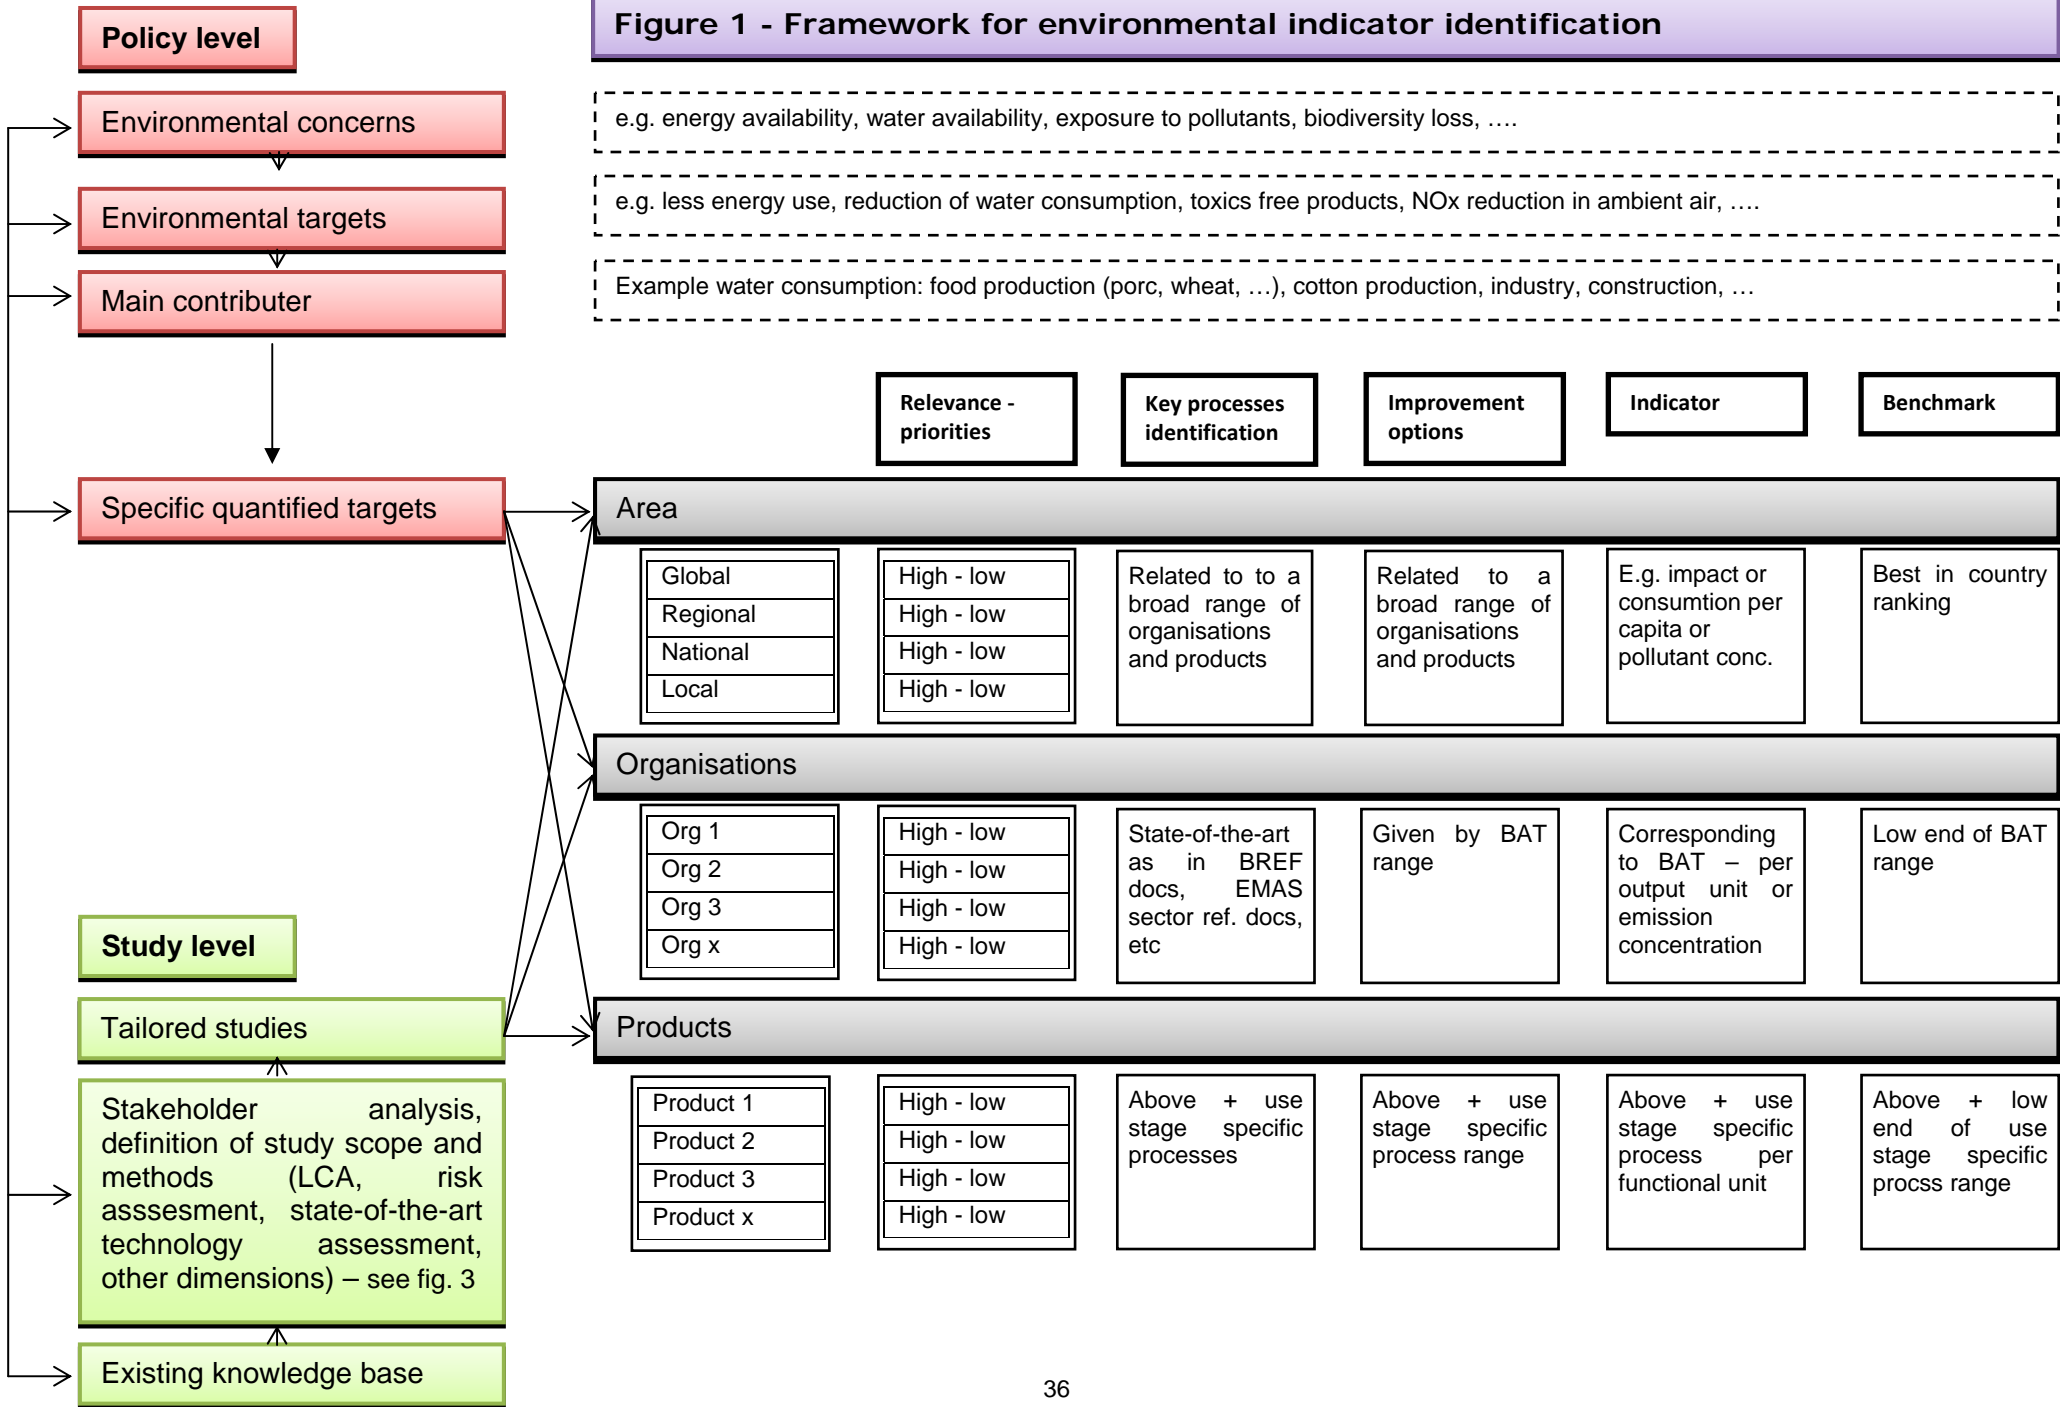 Policy level
Figure 1 - Framework for environmental indicator identification
Environmental concerns
e.g. energy availability, water availability, exposure to pollutants, biodiversity loss, ….
Environmental targets
e.g. less energy use, reduction of water consumption, toxics free products, NOx reduction in ambient air, ….
Main contributer
Example water consumption: food production (porc, wheat, …), cotton production, industry, construction, …
Relevance -
priorities
Key processes
identification
Improvement
options
Indicator
Benchmark
Specific quantified targets
Area
Global
Regional
National
Local
High - low
High - low
High - low
High - low
Related to to a
broad range of
organisations
and products
Related to a
broad range of
organisations
and products
E.g. impact or
consumtion per
capita or
pollutant conc.
Best in country
ranking
Organisations
Org 1
Org 2
Org 3
Org x
High - low
High - low
High - low
High - low
State-of-the-art
as in BREF
docs, EMAS
sector ref. docs,
etc
Given by BAT
range
Corresponding
to BAT – per
output unit or
emission
concentration
Low end of BAT
range
Study level
Tailored studies
Products
Stakeholder analysis,
definition of study scope and
methods (LCA, risk
asssesment, state-of-the-art
technology assessment,
other dimensions) – see fig. 3
Product 1
Product 2
Product 3
Product x
High - low
High - low
High - low
High - low
Above + use
stage specific
processes
Above + use
stage specific
process range
Above + use
stage specific
process per
functional unit
Above + low
end of use
stage specific
procss range
Existing knowledge base
36